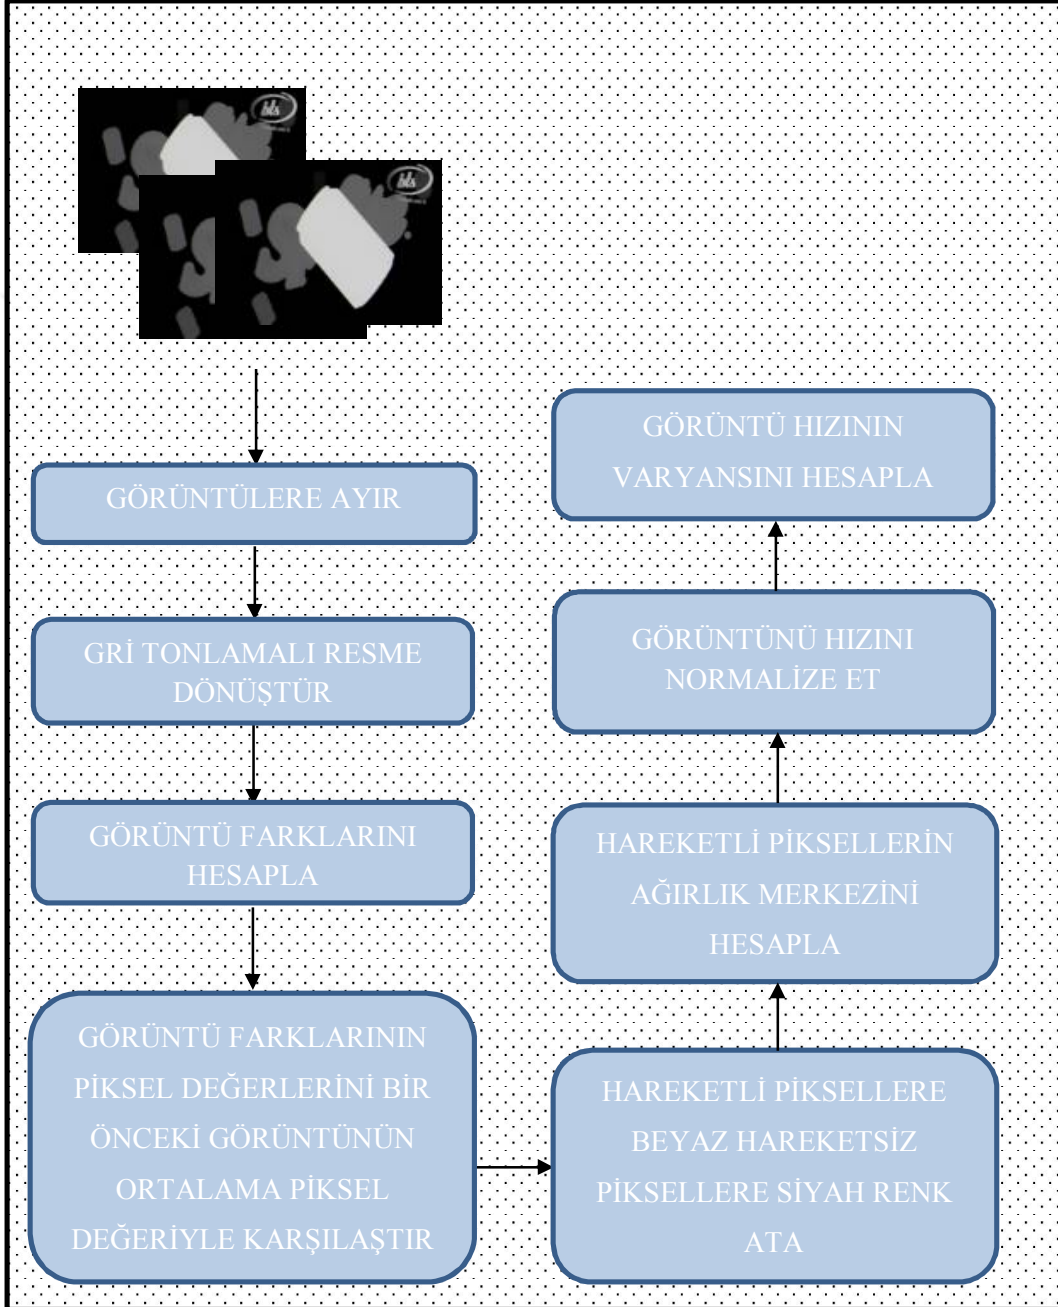 GÖRÜNTÜLERE AYIR
GRİ TONLAMALI RESME
DÖNÜŞTÜR
GÖRÜNTÜ FARKLARINI
HESAPLA
GÖRÜNTÜ FARKLARININ
PİKSEL DEĞERLERİNİ BİR
ÖNCEKİ GÖRÜNTÜNÜN
ORTALAMA PİKSEL
DEĞERİYLE KARŞILAŞTIR
HAREKETLİ PİKSELLERE
BEYAZ HAREKETSİZ
PİKSELLERE SİYAH RENK
ATA
HAREKETLİ PİKSELLERİN
AĞIRLIK MERKEZİNİ
HESAPLA
GÖRÜNTÜNÜ HIZINI
NORMALİZE ET
GÖRÜNTÜ HIZININ
VARYANSINI HESAPLA